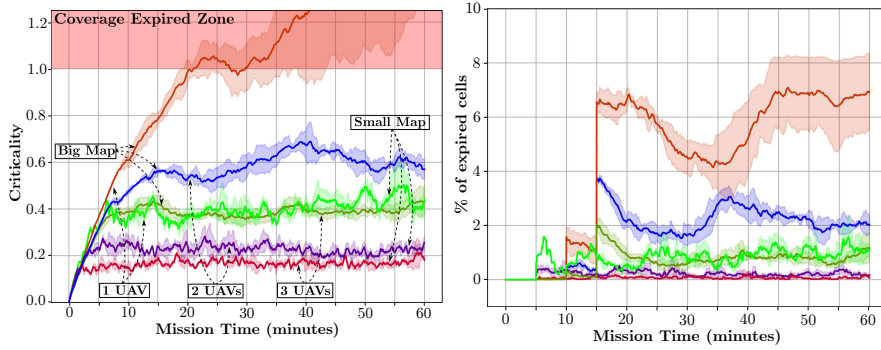 Coverage Expired Zone
1.2
1.0
0.8
0.6
0.4
0.2
0.0
Criticality
Small Map
Big Map
1 UAV
2 UAVs
3 UAVs
0 10 20 30 40 50 60
Mission Time (minutes)
10
8
6
4
2
0
% of expired cells
0 10 20 30 40 50 60
Mission Time (minutes)